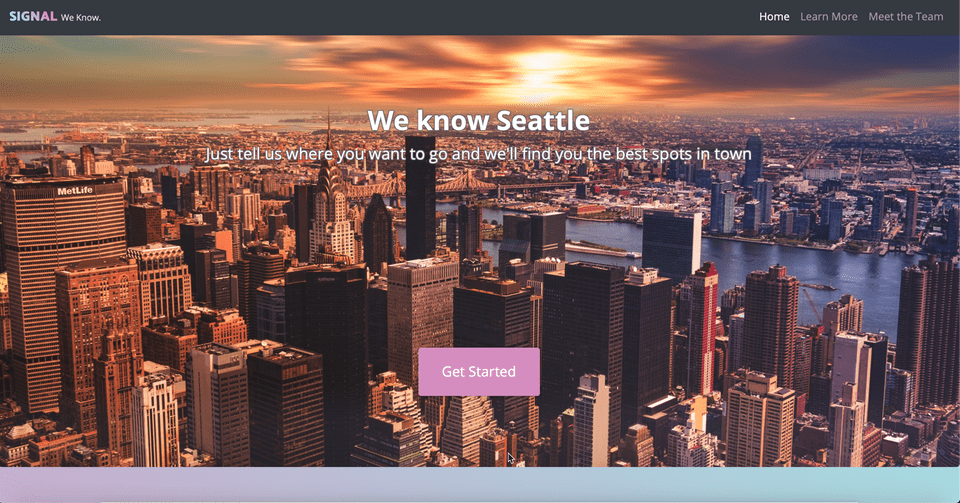 SIGNAL We Know.
Home Learn More Meet the Team
We know Seattle
Just tell us where you want to go and we'll find you the best spots in town
MetLife
Get Started